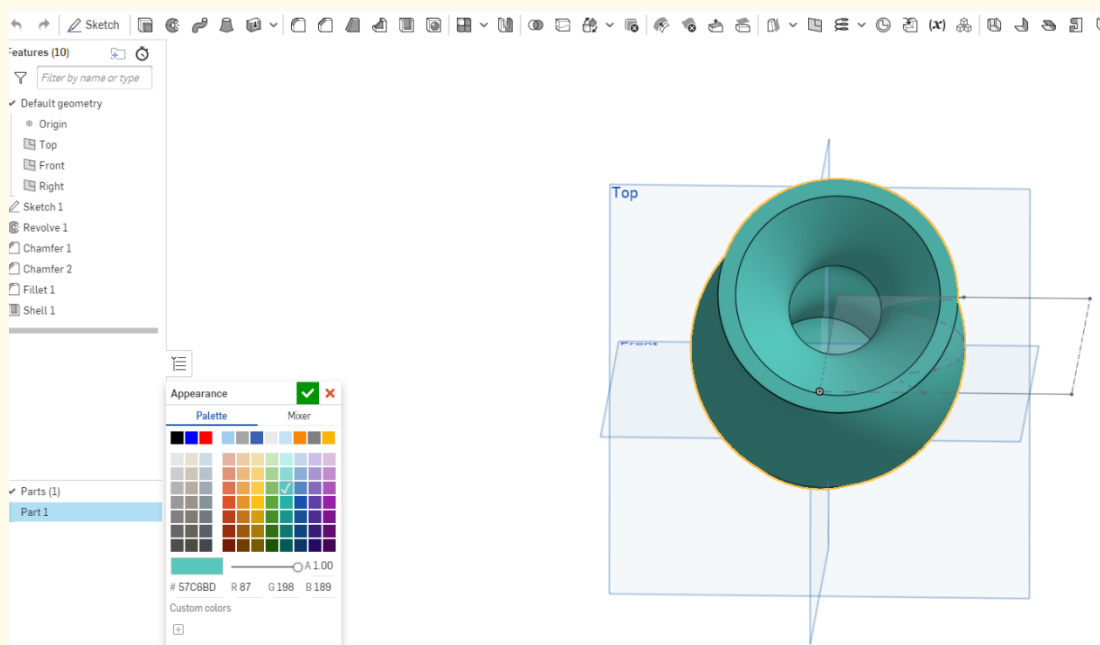 Sketch
(x)
Features (10)
Filter by name or type
Default geometry
Origin
Top
Front
Right
Sketch 1
Revolve 1
Chamfer 1
Chamfer 2
Fillet 1
Shell 1
Top
Front
Appearance
Palette Mixer
Parts (1)
Part 1
A 1.00
# 57C6BD R 87 G 198 B 189
Custom colors